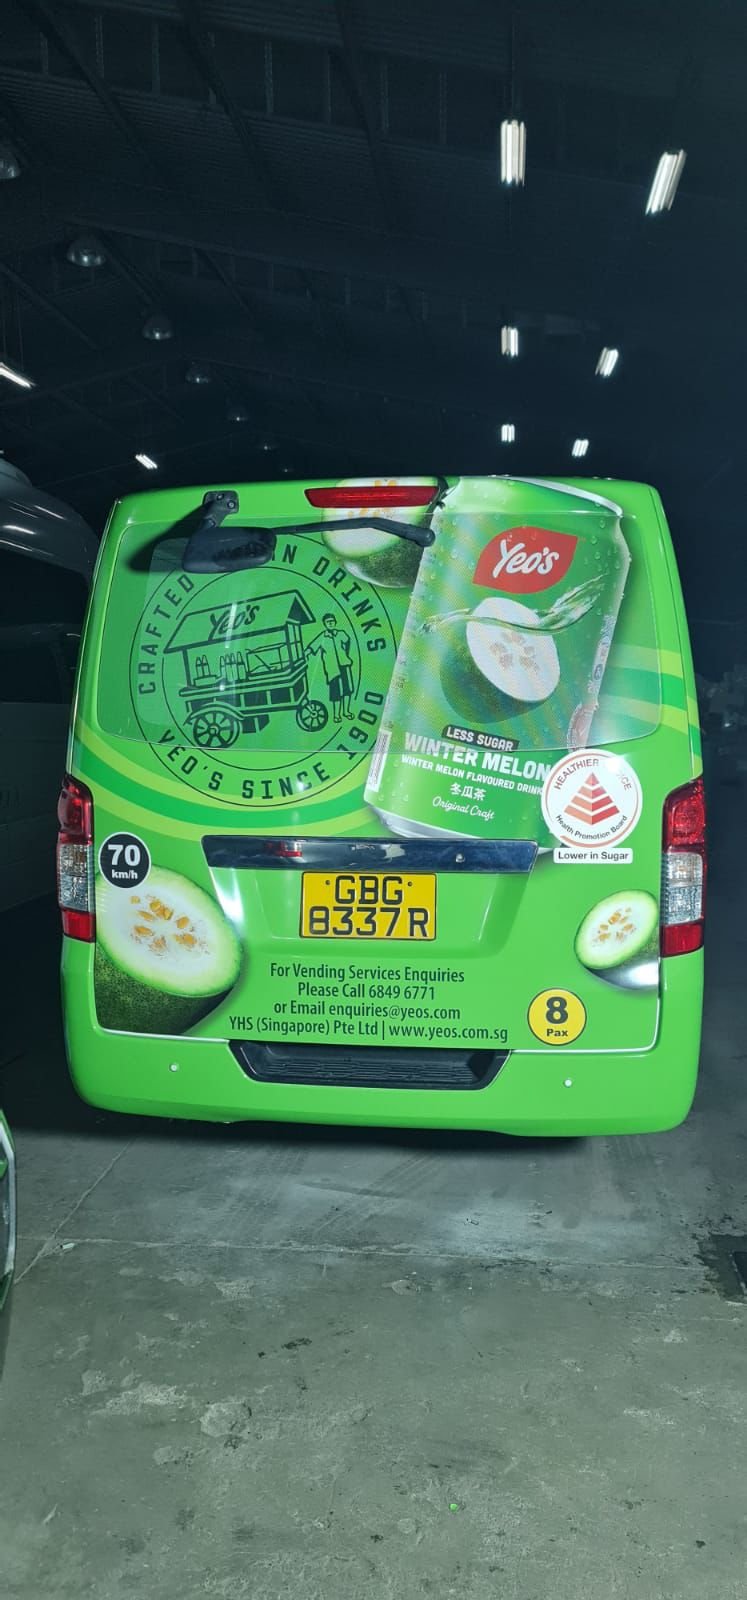 CRAFTED
N DRINKS
Yeo's
YEO'S SINCE 1900
Yeo's
LESS SUGAR
WINTER MELON
WINTER MELON FLAVOURED DRINK
冬瓜茶
Original Craft
HEALTHIER
Health Promotion Board
Lower in Sugar
70
km/h
GBG
8337R
For Vending Services Enquiries
Please Call 6849 6771
or Email enquiries@yeos.com
YHS (Singapore) Pte Ltd | www.yeos.com.sg
8
Pax